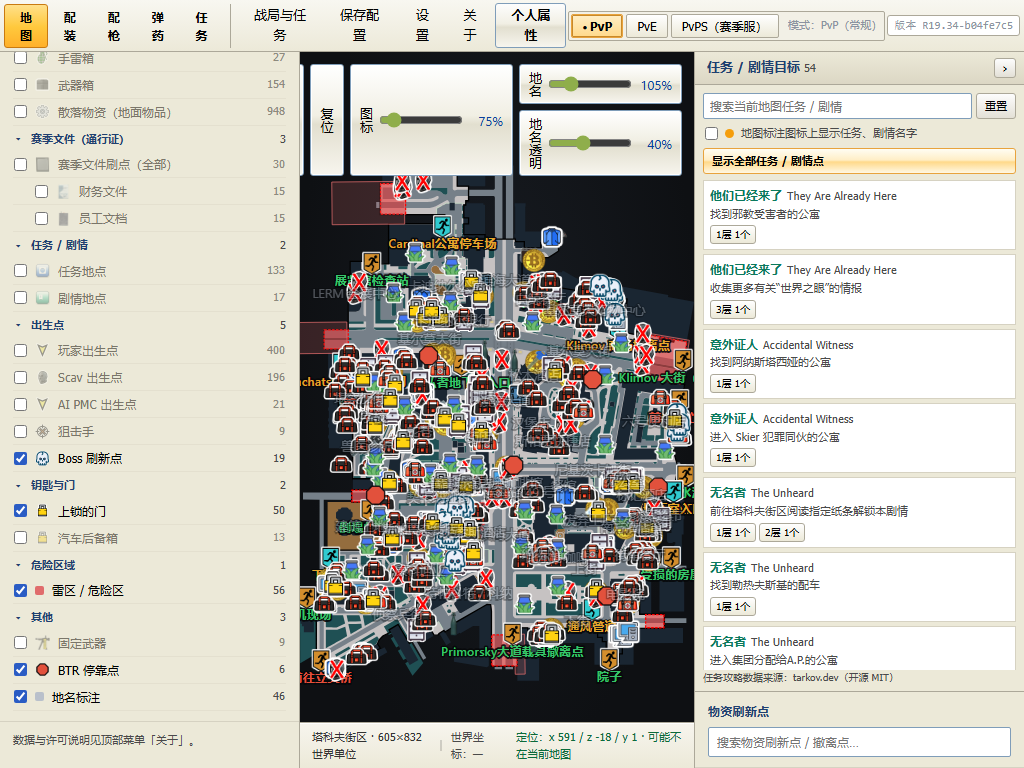 地图
配装
配枪
弹药
任务
战局与任务
保存配置
设置
关于
个人属性
• PvP
PvE
PvPS（赛季服）
模式：PvP（常规）
版本 R19.34-b04fe7c5
手雷箱 27
武器箱 154
散落物资（地面物品） 948
赛季文件（通行证） 3
赛季文件刷点（全部） 30
财务文件 15
员工文档 15
任务 / 剧情 2
任务地点 133
剧情地点 17
出生点 5
玩家出生点 400
Scav 出生点 196
AI PMC 出生点 21
狙击手 9
Boss 刷新点 19
钥匙与门 2
上锁的门 50
汽车后备箱 13
危险区域 1
雷区 / 危险区 56
其他 3
固定武器 9
BTR 停靠点 6
地名标注 46
数据与许可说明见顶部菜单「关于」。
复位
图标 75%
地名 105%
地名透明 40%
Cardinal公寓停车场
Klimov 大街
Primorsky大道载具撤离点
院子
塔科夫街区 · 605×832 世界单位
世界坐标：—
定位：x 591 / z -18 / y 1 · 可能不在当前地图
任务 / 剧情目标 54
›
搜索当前地图任务 / 剧情
重置
地图标注图标上显示任务、剧情名字
显示全部任务 / 剧情点
他们已经来了 They Are Already Here
找到邪教受害者的公寓
1层 1个
他们已经来了 They Are Already Here
收集更多有关“世界之眼”的情报
3层 1个
意外证人 Accidental Witness
找到阿纳斯塔西娅的公寓
1层 1个
意外证人 Accidental Witness
进入 Skier 犯罪同伙的公寓
1层 1个
无名者 The Unheard
前往塔科夫街区阅读指定纸条解锁本剧情
1层 1个
2层 1个
无名者 The Unheard
找到勒热夫斯基的配车
1层 1个
无名者 The Unheard
进入集团分配给A.P.的公寓
任务攻略数据来源：tarkov.dev（开源 MIT）
物资刷新点
搜索物资刷新点 / 撤离点...